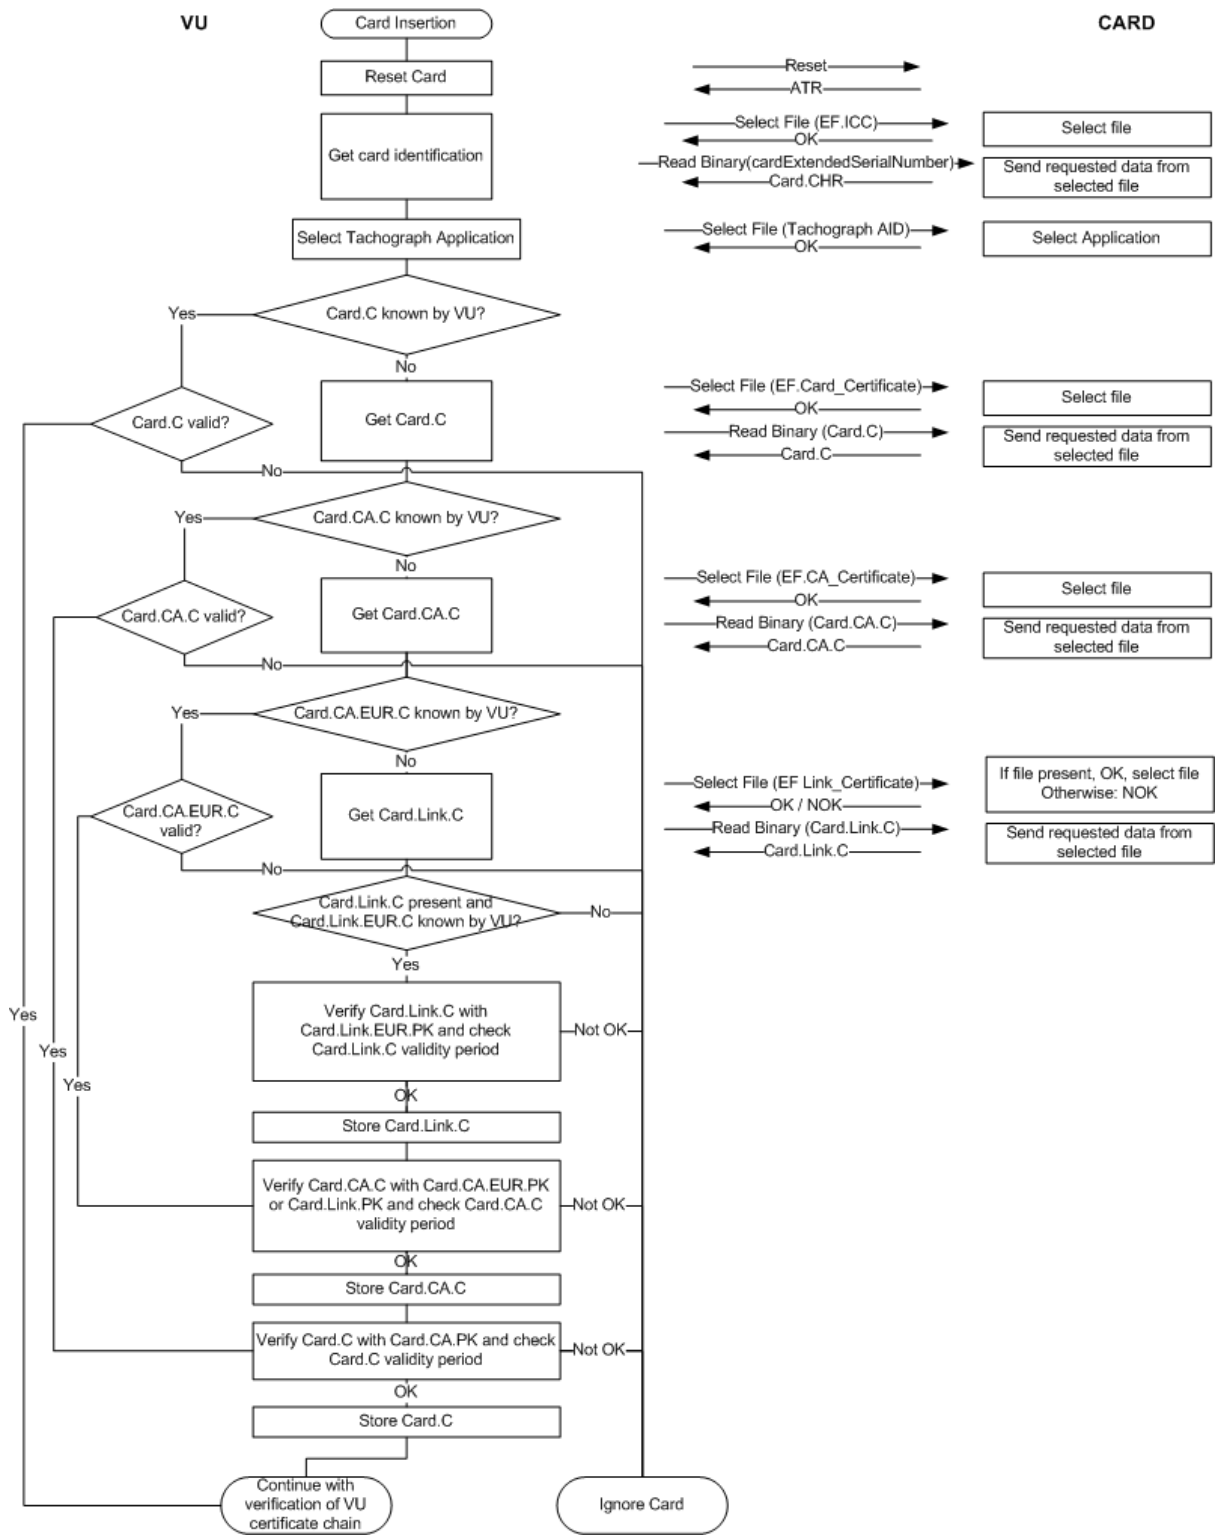 VU
CARD
Card Insertion
Reset Card
Reset
ATR
Get card identification
Select File (EF.ICC)
OK
Select file
Read Binary(cardExtendedSerialNumber)
Card.CHR
Send requested data from
selected file
Select Tachograph Application
Select File (Tachograph AID)
OK
Select Application
Card.C known by VU?
Yes
No
Card.C valid?
Get Card.C
Select File (EF.Card_Certificate)
OK
Select file
Read Binary (Card.C)
Card.C
Send requested data from
selected file
No
Yes
Card.CA.C known by VU?
No
Card.CA.C valid?
Get Card.CA.C
Select File (EF.CA_Certificate)
OK
Select file
Read Binary (Card.CA.C)
Card.CA.C
Send requested data from
selected file
No
Yes
Card.CA.EUR.C known by VU?
No
Card.CA.EUR.C
valid?
Get Card.Link.C
Select File (EF Link_Certificate)
OK / NOK
If file present, OK, select file
Otherwise: NOK
Read Binary (Card.Link.C)
Card.Link.C
Send requested data from
selected file
No
Card.Link.C present and
Card.Link.EUR.C known by VU?
No
Yes
Verify Card.Link.C with
Card.Link.EUR.PK and check
Card.Link.C validity period
Not OK
Yes
Yes
Yes
OK
Store Card.Link.C
Verify Card.CA.C with Card.CA.EUR.PK
or Card.Link.PK and check Card.CA.C
validity period
Not OK
OK
Store Card.CA.C
Verify Card.C with Card.CA.PK and check
Card.C validity period
Not OK
OK
Store Card.C
Continue with
verification of VU
certificate chain
Ignore Card